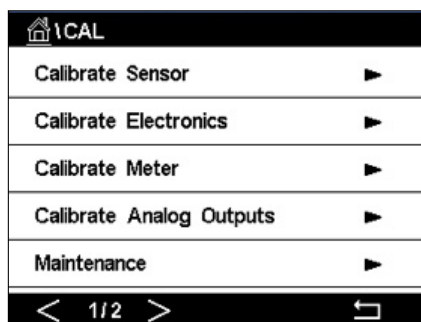 \CAL
Calibrate Sensor
Calibrate Electronics
Calibrate Meter
Calibrate Analog Outputs
Maintenance
< 1/2 >